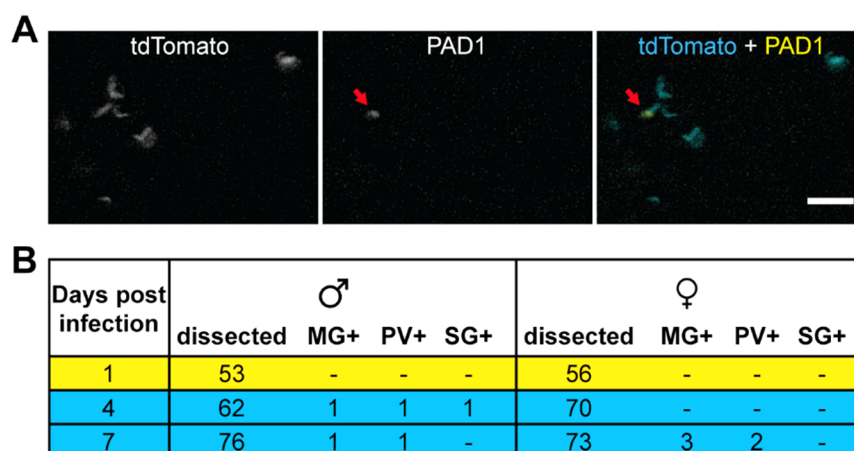 A
tdTomato PAD1 tdTomato + PAD1
B
Days post infection ♂ ♀
dissected MG+ PV+ SG+ dissected MG+ PV+ SG+
1 53 - - - 56 - - -
4 62 1 1 1 70 - - -
7 76 1 1 - 73 3 2 -